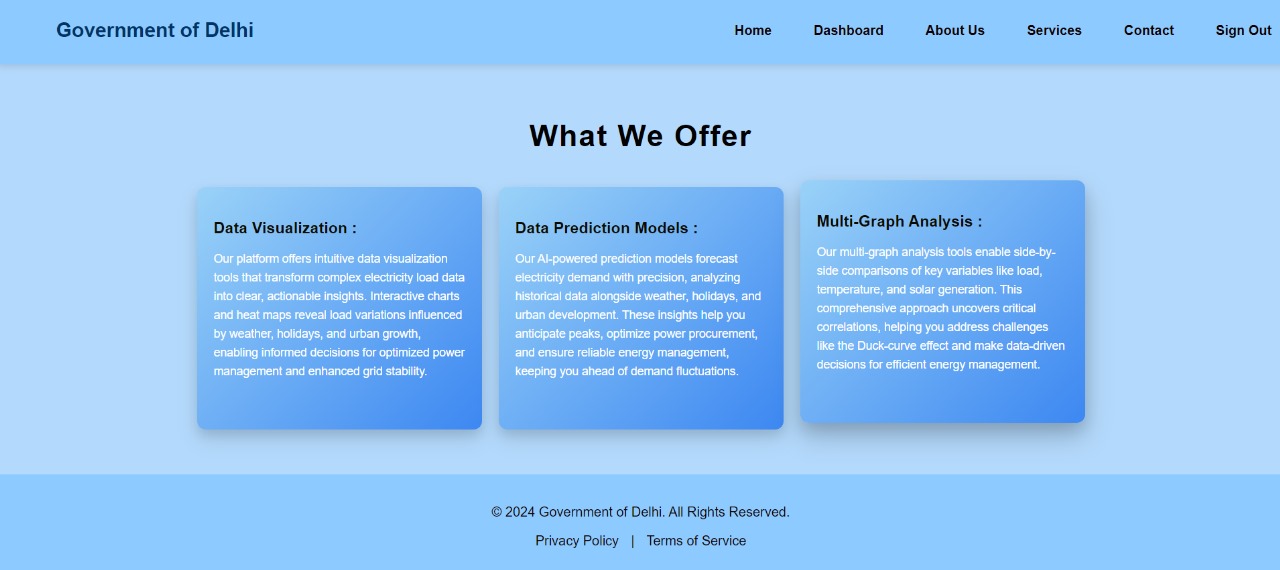 Government of Delhi
Home Dashboard About Us Services Contact Sign Out
What We Offer
Data Visualization :
Our platform offers intuitive data visualization
tools that transform complex electricity load data
into clear, actionable insights. Interactive charts
and heat maps reveal load variations influenced
by weather, holidays, and urban growth,
enabling informed decisions for optimized power
management and enhanced grid stability.
Data Prediction Models :
Our AI-powered prediction models forecast
electricity demand with precision, analyzing
historical data alongside weather, holidays, and
urban development. These insights help you
anticipate peaks, optimize power procurement,
and ensure reliable energy management,
keeping you ahead of demand fluctuations.
Multi-Graph Analysis :
Our multi-graph analysis tools enable side-by-
side comparisons of key variables like load,
temperature, and solar generation. This
comprehensive approach uncovers critical
correlations, helping you address challenges
like the Duck-curve effect and make data-driven
decisions for efficient energy management.
© 2024 Government of Delhi. All Rights Reserved.
Privacy Policy | Terms of Service